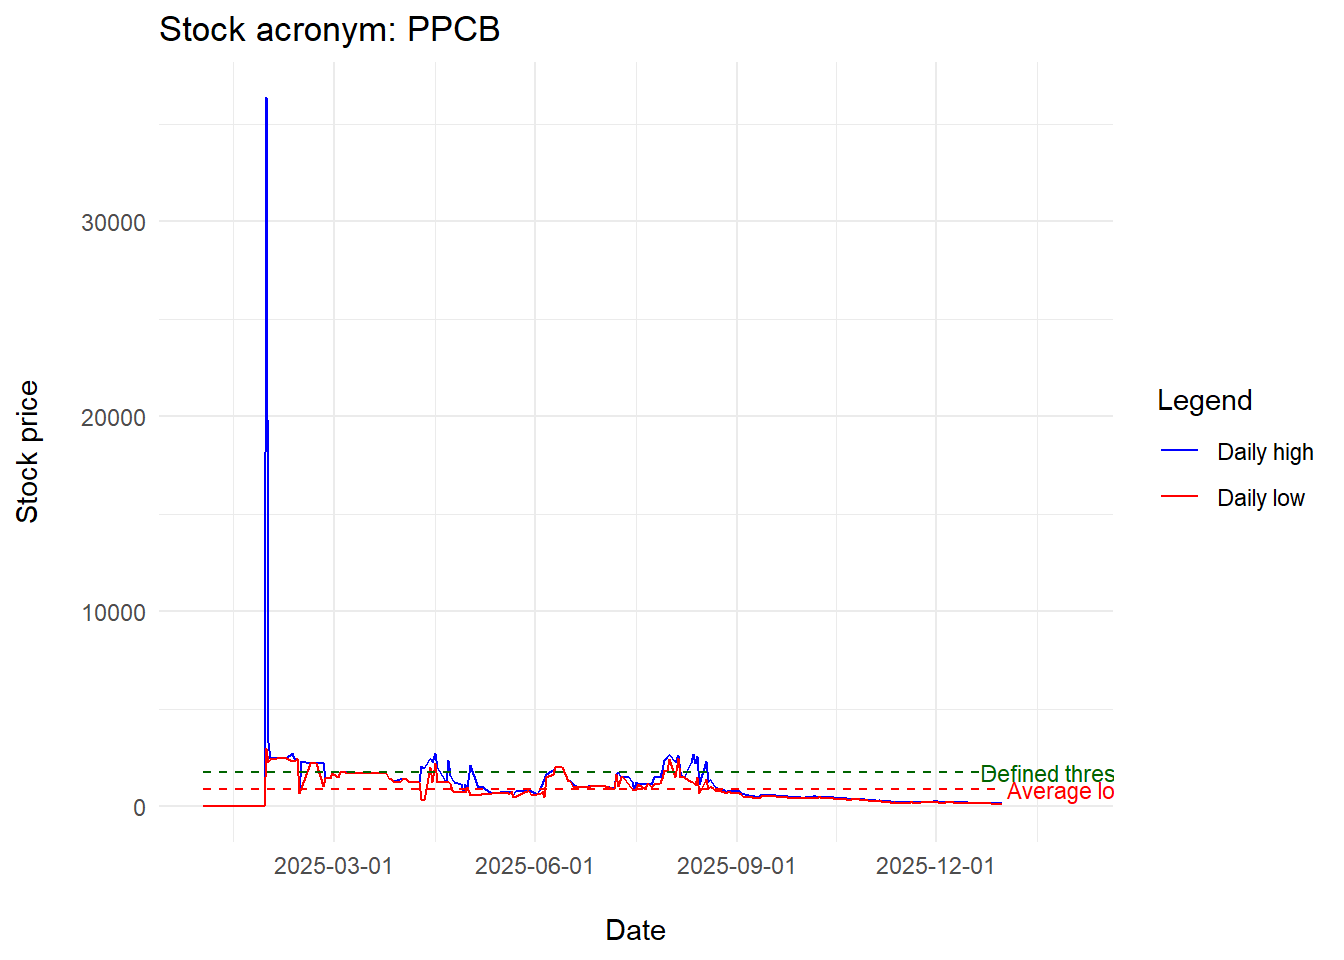 Stock acronym: PPCB
Stock price
30000
20000
10000
0
Defined thres
Average lo
2025-03-01
2025-06-01
2025-09-01
2025-12-01
Date
Legend
Daily high
Daily low